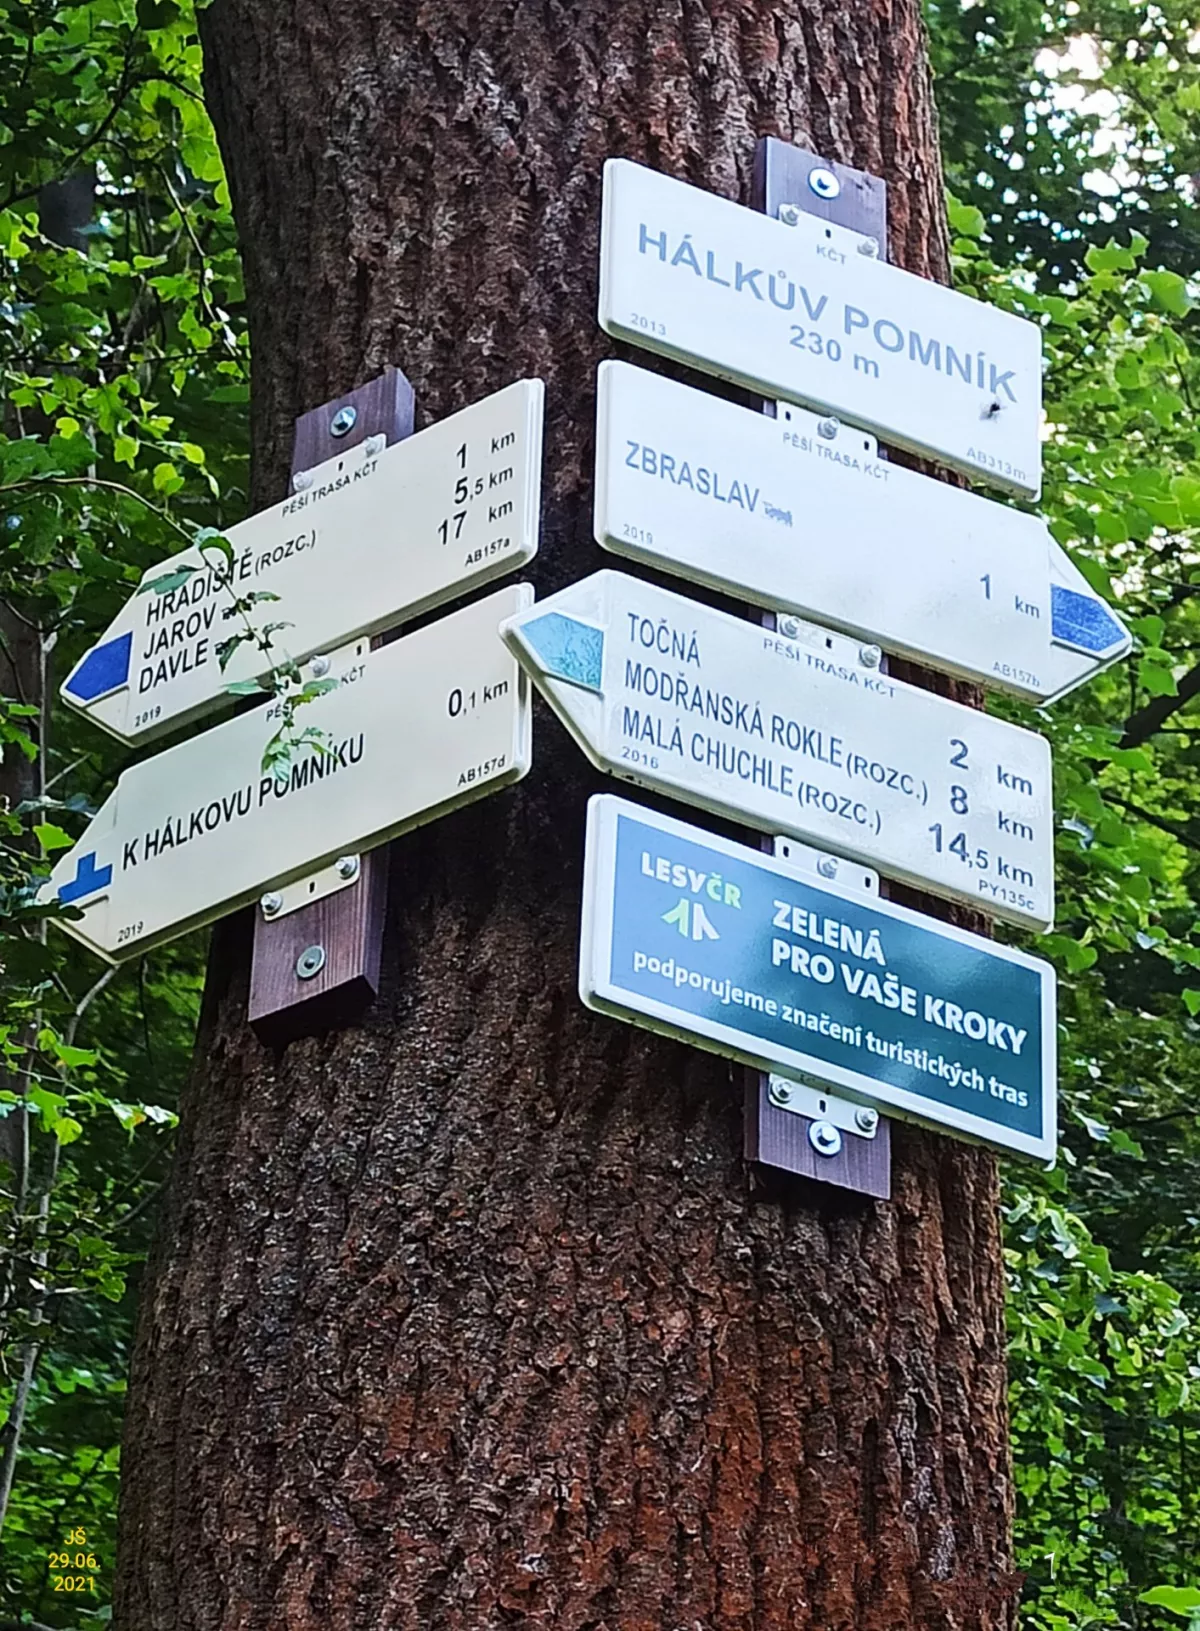 KČT
HÁLKŮV POMNÍK
230 m
2013
AB313m
PĚŠÍ TRASA KČT
ZBRASLAV
1 km
2019
AB157b
PĚŠÍ TRASA KČT
HRADIŠTĚ (ROZC.) 1 km
JAROV 5,5 km
DAVLE 17 km
2019
AB157a
KČT
K HÁLKOVU POMNÍKU 0,1 km
2019
AB157d
PĚŠÍ TRASA KČT
TOČNÁ 2 km
MODŘANSKÁ ROKLE (ROZC.) 8 km
MALÁ CHUCHLE (ROZC.) 14,5 km
2016
PY135c
LESYČR
ZELENÁ
PRO VAŠE KROKY
podporujeme značení turistických tras
JŠ
29.06.
2021
1